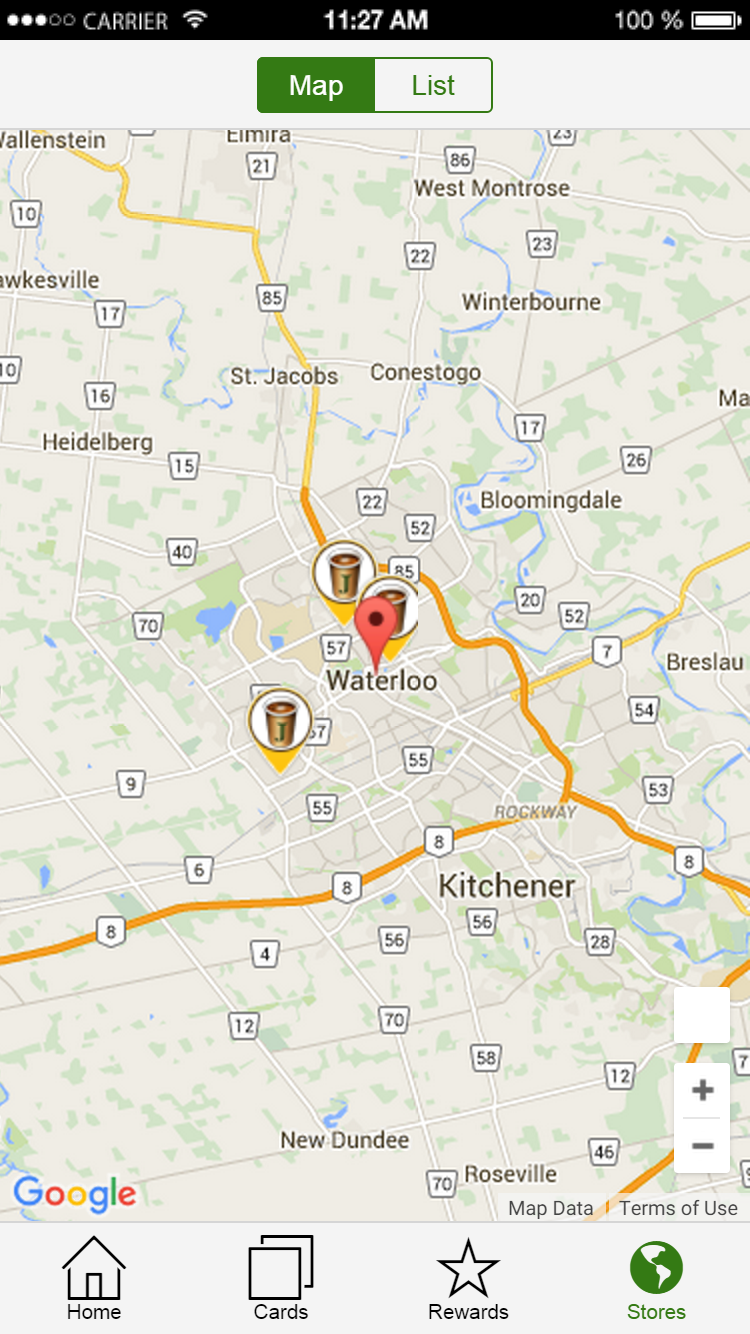 CARRIER 11:27 AM 100 %
Map List
Elmira
23
Wallenstein
86
21
West Montrose
10
23
22
awkesville
85
Winterbourne
17
10
St. Jacobs Conestogo
16
Ma
17
Heidelberg
15
26
22
Bloomingdale
52
40
85
J
20
52
70
57
7
Breslau
Waterloo
54
J
57
55
9
53
55
ROCKWAY
8
8
6
8
Kitchener
56
8
56
28
4
70
12
58
7
12
+
New Dundee
−
46
Roseville
70
Google
Map Data Terms of Use
Home Cards Rewards Stores